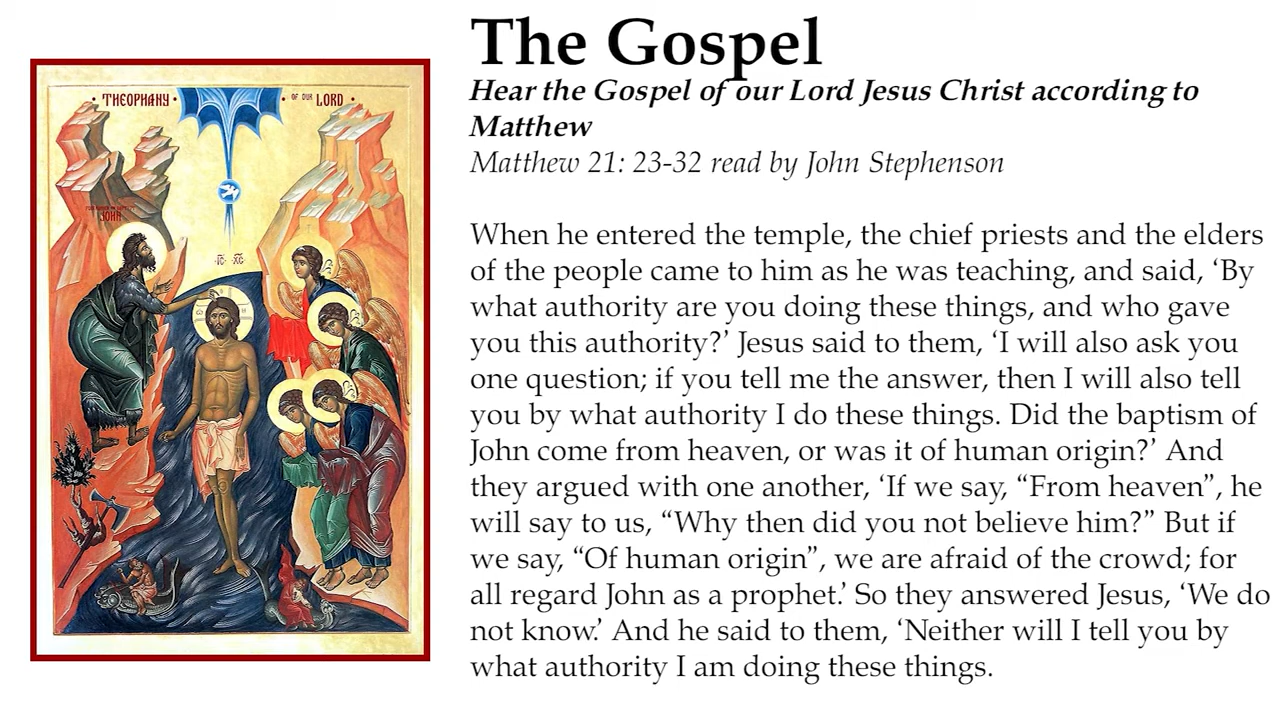 The Gospel
Hear the Gospel of our Lord Jesus Christ according to
Matthew
Matthew 21: 23-32 read by John Stephenson
When he entered the temple, the chief priests and the elders
of the people came to him as he was teaching, and said, ‘By
what authority are you doing these things, and who gave
you this authority?’ Jesus said to them, ‘I will also ask you
one question; if you tell me the answer, then I will also tell
you by what authority I do these things. Did the baptism of
John come from heaven, or was it of human origin?’ And
they argued with one another, ‘If we say, “From heaven”, he
will say to us, “Why then did you not believe him?” But if
we say, “Of human origin”, we are afraid of the crowd; for
all regard John as a prophet.’ So they answered Jesus, ‘We do
not know.’ And he said to them, ‘Neither will I tell you by
what authority I am doing these things.
· THEOPHANY · OF OUR LORD ·
JOHN
IC XC